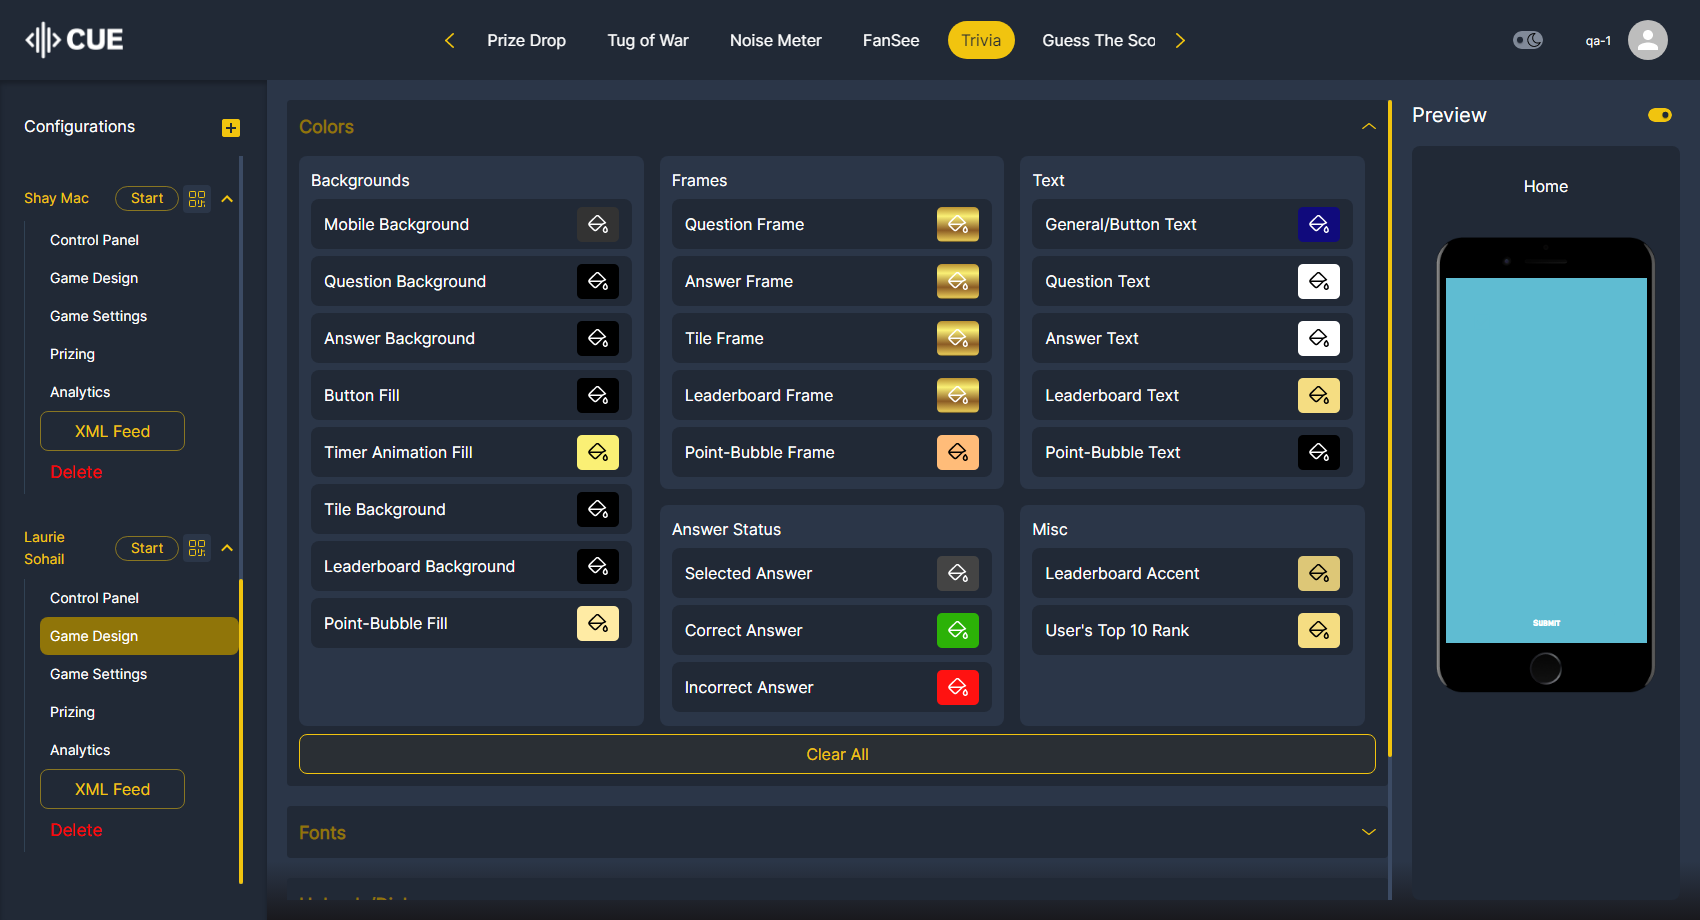 CUE
Prize Drop
Tug of War
Noise Meter
FanSee
Trivia
Guess The Sco
qa-1
Configurations
Shay Mac
Start
Control Panel
Game Design
Game Settings
Prizing
Analytics
XML Feed
Delete
Laurie
Sohail
Start
Control Panel
Game Design
Game Settings
Prizing
Analytics
XML Feed
Delete
Colors
Backgrounds
Mobile Background
Question Background
Answer Background
Button Fill
Timer Animation Fill
Tile Background
Leaderboard Background
Point-Bubble Fill
Frames
Question Frame
Answer Frame
Tile Frame
Leaderboard Frame
Point-Bubble Frame
Text
General/Button Text
Question Text
Answer Text
Leaderboard Text
Point-Bubble Text
Answer Status
Selected Answer
Correct Answer
Incorrect Answer
Misc
Leaderboard Accent
User's Top 10 Rank
Clear All
Fonts
Preview
Home
SUBMIT